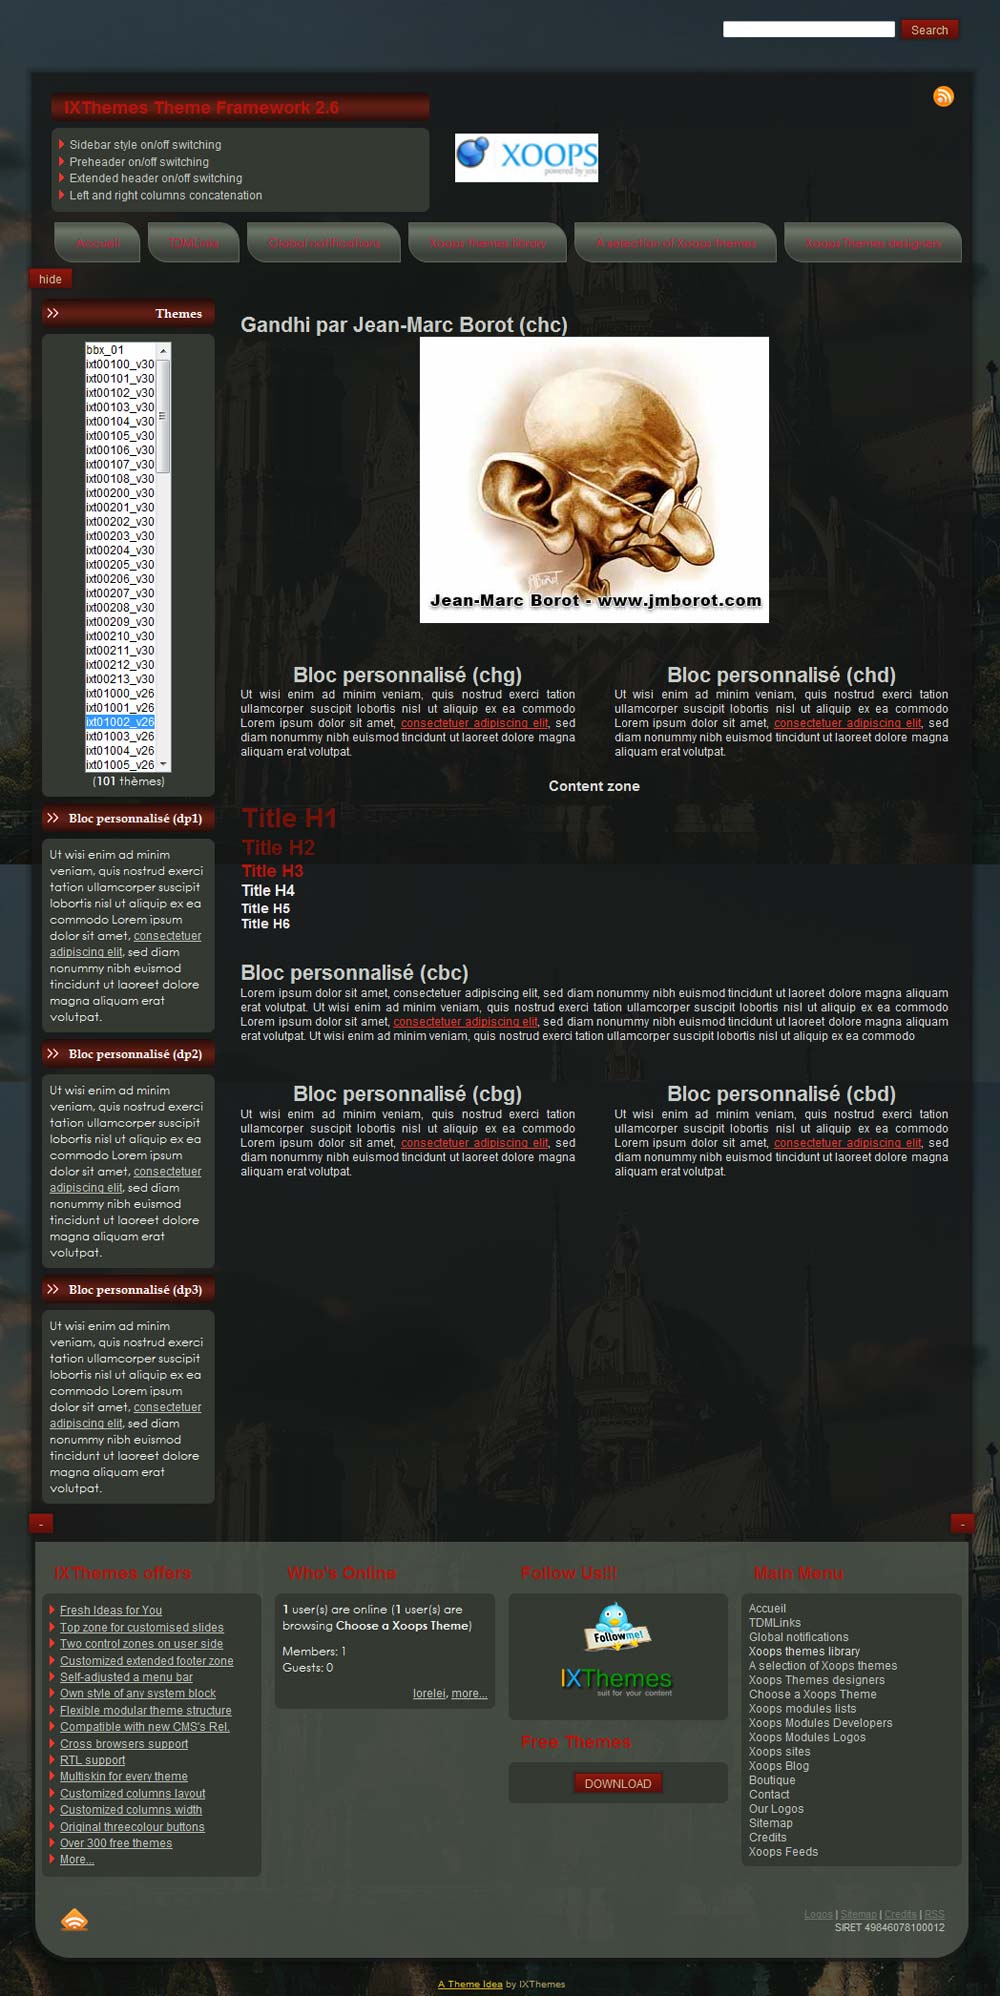 Search
IXThemes Theme Framework 2.6
Sidebar style on/off switching
Preheader on/off switching
Extended header on/off switching
Left and right columns concatenation
XOOPS
powered by you
Accueil
TDMLinks
Global notifications
Xoops themes library
A selection of Xoops themes
Xoops Themes designers
hide
Themes
bbx_01
ixt00100_v30
ixt00101_v30
ixt00102_v30
ixt00103_v30
ixt00104_v30
ixt00105_v30
ixt00106_v30
ixt00107_v30
ixt00108_v30
ixt00200_v30
ixt00201_v30
ixt00202_v30
ixt00203_v30
ixt00204_v30
ixt00205_v30
ixt00206_v30
ixt00207_v30
ixt00208_v30
ixt00209_v30
ixt00210_v30
ixt00211_v30
ixt00212_v30
ixt00213_v30
ixt01000_v26
ixt01001_v26
ixt01002_v26
ixt01003_v26
ixt01004_v26
ixt01005_v26
(101 thèmes)
Bloc personnalisé (dp1)
Ut wisi enim ad minim
veniam, quis nostrud exerci
tation ullamcorper suscipit
lobortis nisl ut aliquip ex ea
commodo Lorem ipsum
dolor sit amet, consectetuer
adipiscing elit, sed diam
nonummy nibh euismod
tincidunt ut laoreet dolore
magna aliquam erat
volutpat.
Bloc personnalisé (dp2)
Ut wisi enim ad minim
veniam, quis nostrud exerci
tation ullamcorper suscipit
lobortis nisl ut aliquip ex ea
commodo Lorem ipsum
dolor sit amet, consectetuer
adipiscing elit, sed diam
nonummy nibh euismod
tincidunt ut laoreet dolore
magna aliquam erat
volutpat.
Bloc personnalisé (dp3)
Ut wisi enim ad minim
veniam, quis nostrud exerci
tation ullamcorper suscipit
lobortis nisl ut aliquip ex ea
commodo Lorem ipsum
dolor sit amet, consectetuer
adipiscing elit, sed diam
nonummy nibh euismod
tincidunt ut laoreet dolore
magna aliquam erat
volutpat.
Gandhi par Jean-Marc Borot (chc)
Jean-Marc Borot - www.jmborot.com
Bloc personnalisé (chg)
Ut wisi enim ad minim veniam, quis nostrud exerci tation
ullamcorper suscipit lobortis nisl ut aliquip ex ea commodo
Lorem ipsum dolor sit amet, consectetuer adipiscing elit, sed
diam nonummy nibh euismod tincidunt ut laoreet dolore magna
aliquam erat volutpat.
Bloc personnalisé (chd)
Ut wisi enim ad minim veniam, quis nostrud exerci tation
ullamcorper suscipit lobortis nisl ut aliquip ex ea commodo
Lorem ipsum dolor sit amet, consectetuer adipiscing elit, sed
diam nonummy nibh euismod tincidunt ut laoreet dolore magna
aliquam erat volutpat.
Content zone
Title H1
Title H2
Title H3
Title H4
Title H5
Title H6
Bloc personnalisé (cbc)
Lorem ipsum dolor sit amet, consectetuer adipiscing elit, sed diam nonummy nibh euismod tincidunt ut laoreet dolore magna aliquam
erat volutpat. Ut wisi enim ad minim veniam, quis nostrud exerci tation ullamcorper suscipit lobortis nisl ut aliquip ex ea commodo
Lorem ipsum dolor sit amet, consectetuer adipiscing elit, sed diam nonummy nibh euismod tincidunt ut laoreet dolore magna aliquam
erat volutpat. Ut wisi enim ad minim veniam, quis nostrud exerci tation ullamcorper suscipit lobortis nisl ut aliquip ex ea commodo
Bloc personnalisé (cbg)
Ut wisi enim ad minim veniam, quis nostrud exerci tation
ullamcorper suscipit lobortis nisl ut aliquip ex ea commodo
Lorem ipsum dolor sit amet, consectetuer adipiscing elit, sed
diam nonummy nibh euismod tincidunt ut laoreet dolore magna
aliquam erat volutpat.
Bloc personnalisé (cbd)
Ut wisi enim ad minim veniam, quis nostrud exerci tation
ullamcorper suscipit lobortis nisl ut aliquip ex ea commodo
Lorem ipsum dolor sit amet, consectetuer adipiscing elit, sed
diam nonummy nibh euismod tincidunt ut laoreet dolore magna
aliquam erat volutpat.
-
-
IXThemes offers
Fresh Ideas for You
Top zone for customised slides
Two control zones on user side
Customized extended footer zone
Self-adjusted a menu bar
Own style of any system block
Flexible modular theme structure
Compatible with new CMS's Rel.
Cross browsers support
RTL support
Multiskin for every theme
Customized columns layout
Customized columns width
Original threecolour buttons
Over 300 free themes
More...
Who's Online
1 user(s) are online (1 user(s) are
browsing Choose a Xoops Theme)
Members: 1
Guests: 0
lorelei, more...
Follow Us!!!
Follow me!
IXThemes
suit for your content
Free Themes
DOWNLOAD
Main Menu
Accueil
TDMLinks
Global notifications
Xoops themes library
A selection of Xoops themes
Xoops Themes designers
Choose a Xoops Theme
Xoops modules lists
Xoops Modules Developers
Xoops Modules Logos
Xoops sites
Xoops Blog
Boutique
Contact
Our Logos
Sitemap
Credits
Xoops Feeds
Logos | Sitemap | Credits | RSS
SIRET 49846078100012
A Theme Idea by IXThemes